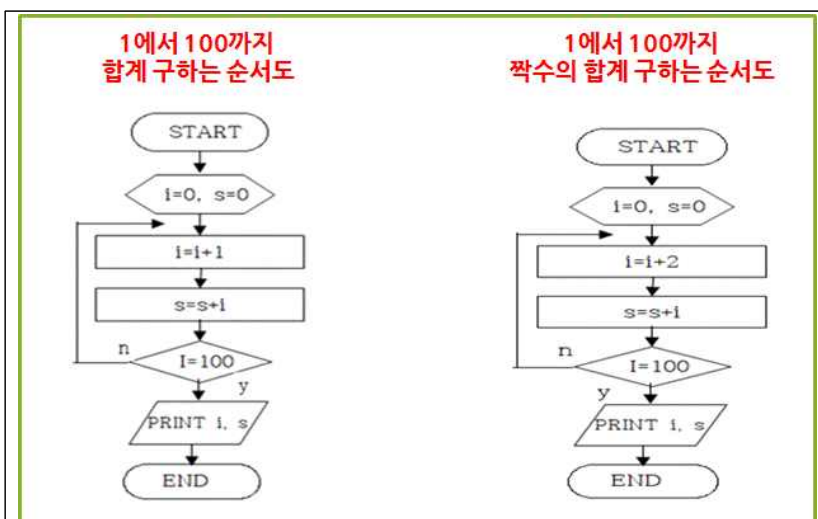 1에서 100까지
합계 구하는 순서도
START
i=0, s=0
i=i+1
s=s+i
n
I=100
y
PRINT i, s
END
1에서 100까지
짝수의 합계 구하는 순서도
START
i=0, s=0
i=i+2
s=s+i
n
I=100
y
PRINT i, s
END